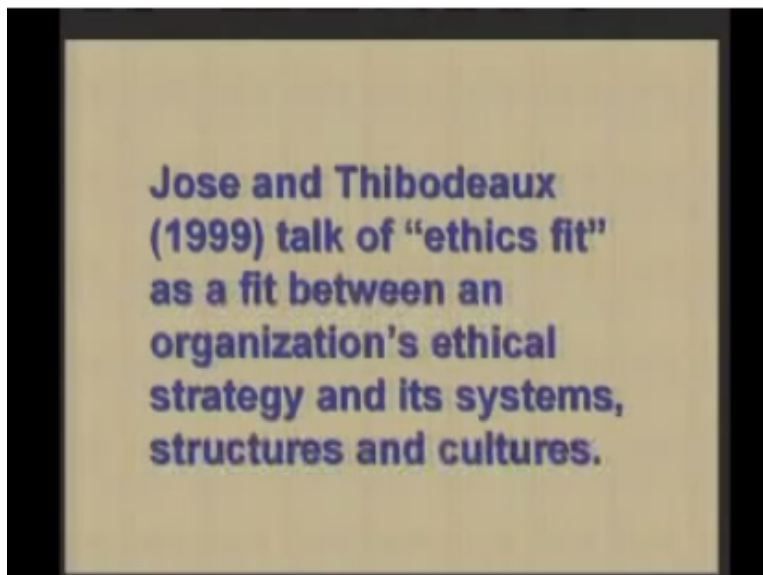 Jose and Thibodeaux
(1999) talk of “ethics fit”
as a fit between an
organization’s ethical
strategy and its systems,
structures and cultures.